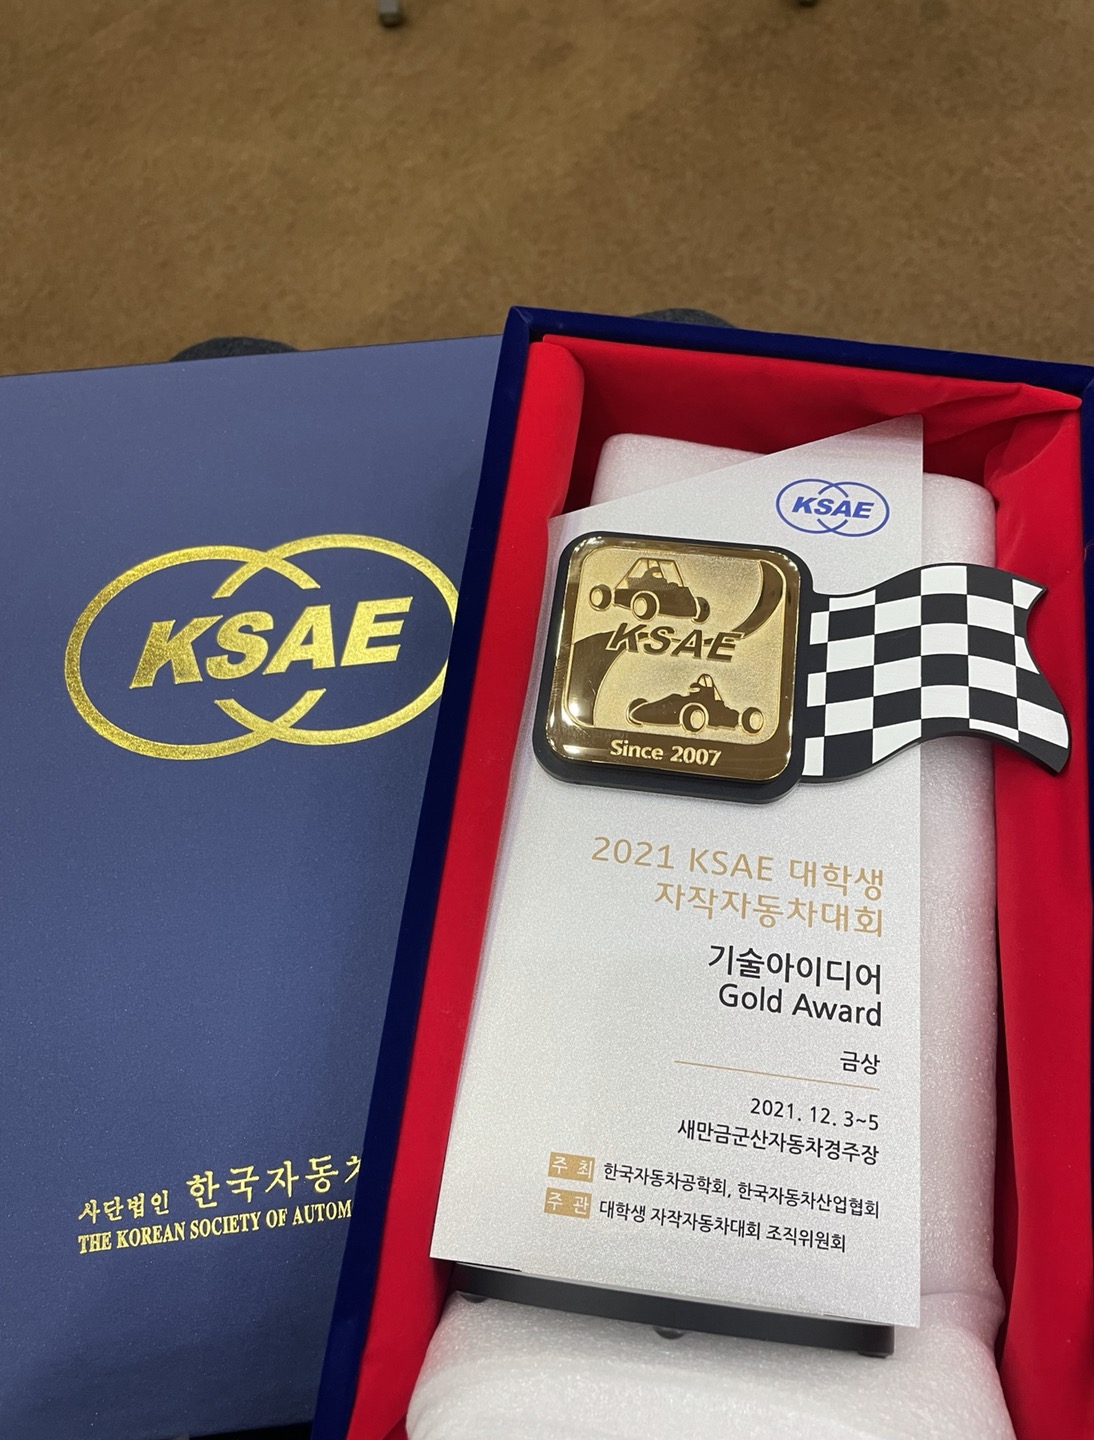 KSAE
사단법인 한국자동
THE KOREAN SOCIETY OF AUTOM
KSAE
KSAE
Since 2007
2021 KSAE 대학생
자작자동차대회
기술아이디어
Gold Award
금상
2021. 12. 3~5
새만금군산자동차경주장
주 최 한국자동차공학회, 한국자동차산업협회
주 관 대학생 자작자동차대회 조직위원회